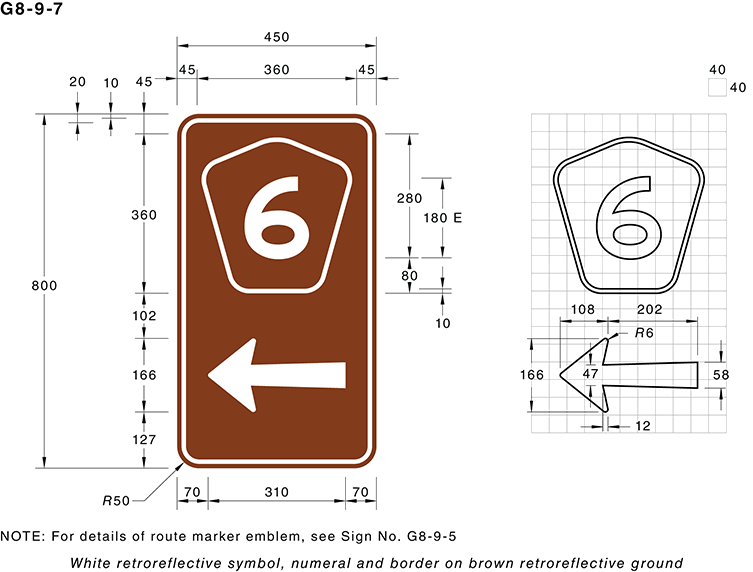 G8-9-7
450
45 360 45
20 10 45
40
40
6
6
280
180 E
360
80
800
10
102
108 202
R6
166
166 47 58
127
12
R50
70 310 70
NOTE: For details of route marker emblem, see Sign No. G8-9-5
White retroreflective symbol, numeral and border on brown retroreflective ground